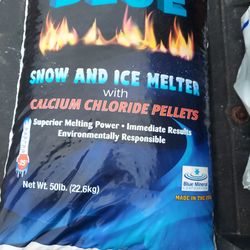 BLUE
SNOW AND ICE MELTER
with
CALCIUM CHLORIDE PELLETS
Superior Melting Power • Immediate Results
Environmentally Responsible
Blue Mineral
MADE IN THE USA
Net Wt. 50lb. (22.6kg)